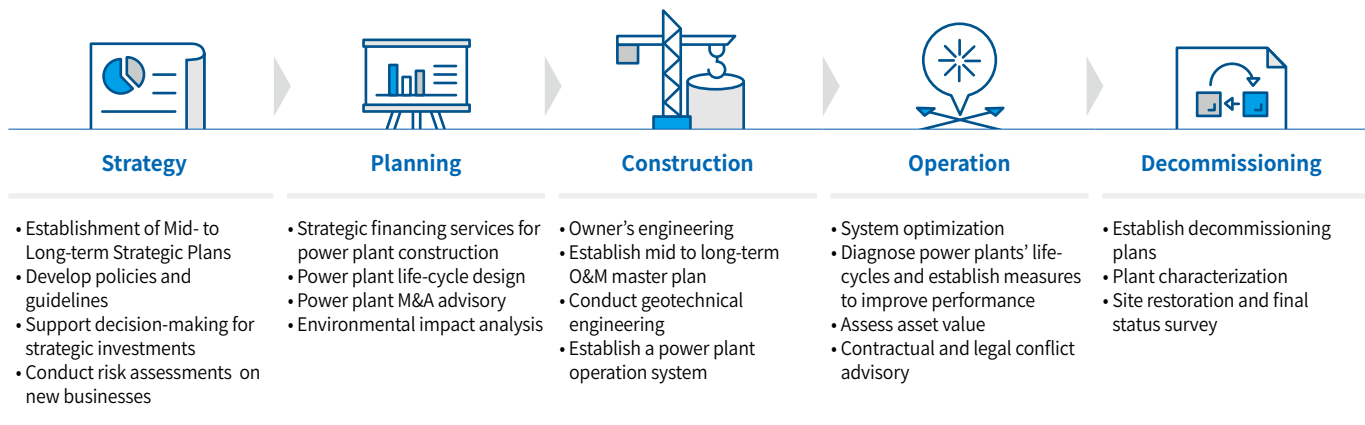 Strategy
• Establishment of Mid- to
Long-term Strategic Plans
• Develop policies and
guidelines
• Support decision-making for
strategic investments
• Conduct risk assessments on
new businesses
Planning
• Strategic financing services for
power plant construction
• Power plant life-cycle design
• Power plant M&A advisory
• Environmental impact analysis
Construction
• Owner's engineering
• Establish mid to long-term
O&M master plan
• Conduct geotechnical
engineering
• Establish a power plant
operation system
Operation
• System optimization
• Diagnose power plants' life-
cycles and establish measures
to improve performance
• Assess asset value
• Contractual and legal conflict
advisory
Decommissioning
• Establish decommissioning
plans
• Plant characterization
• Site restoration and final
status survey